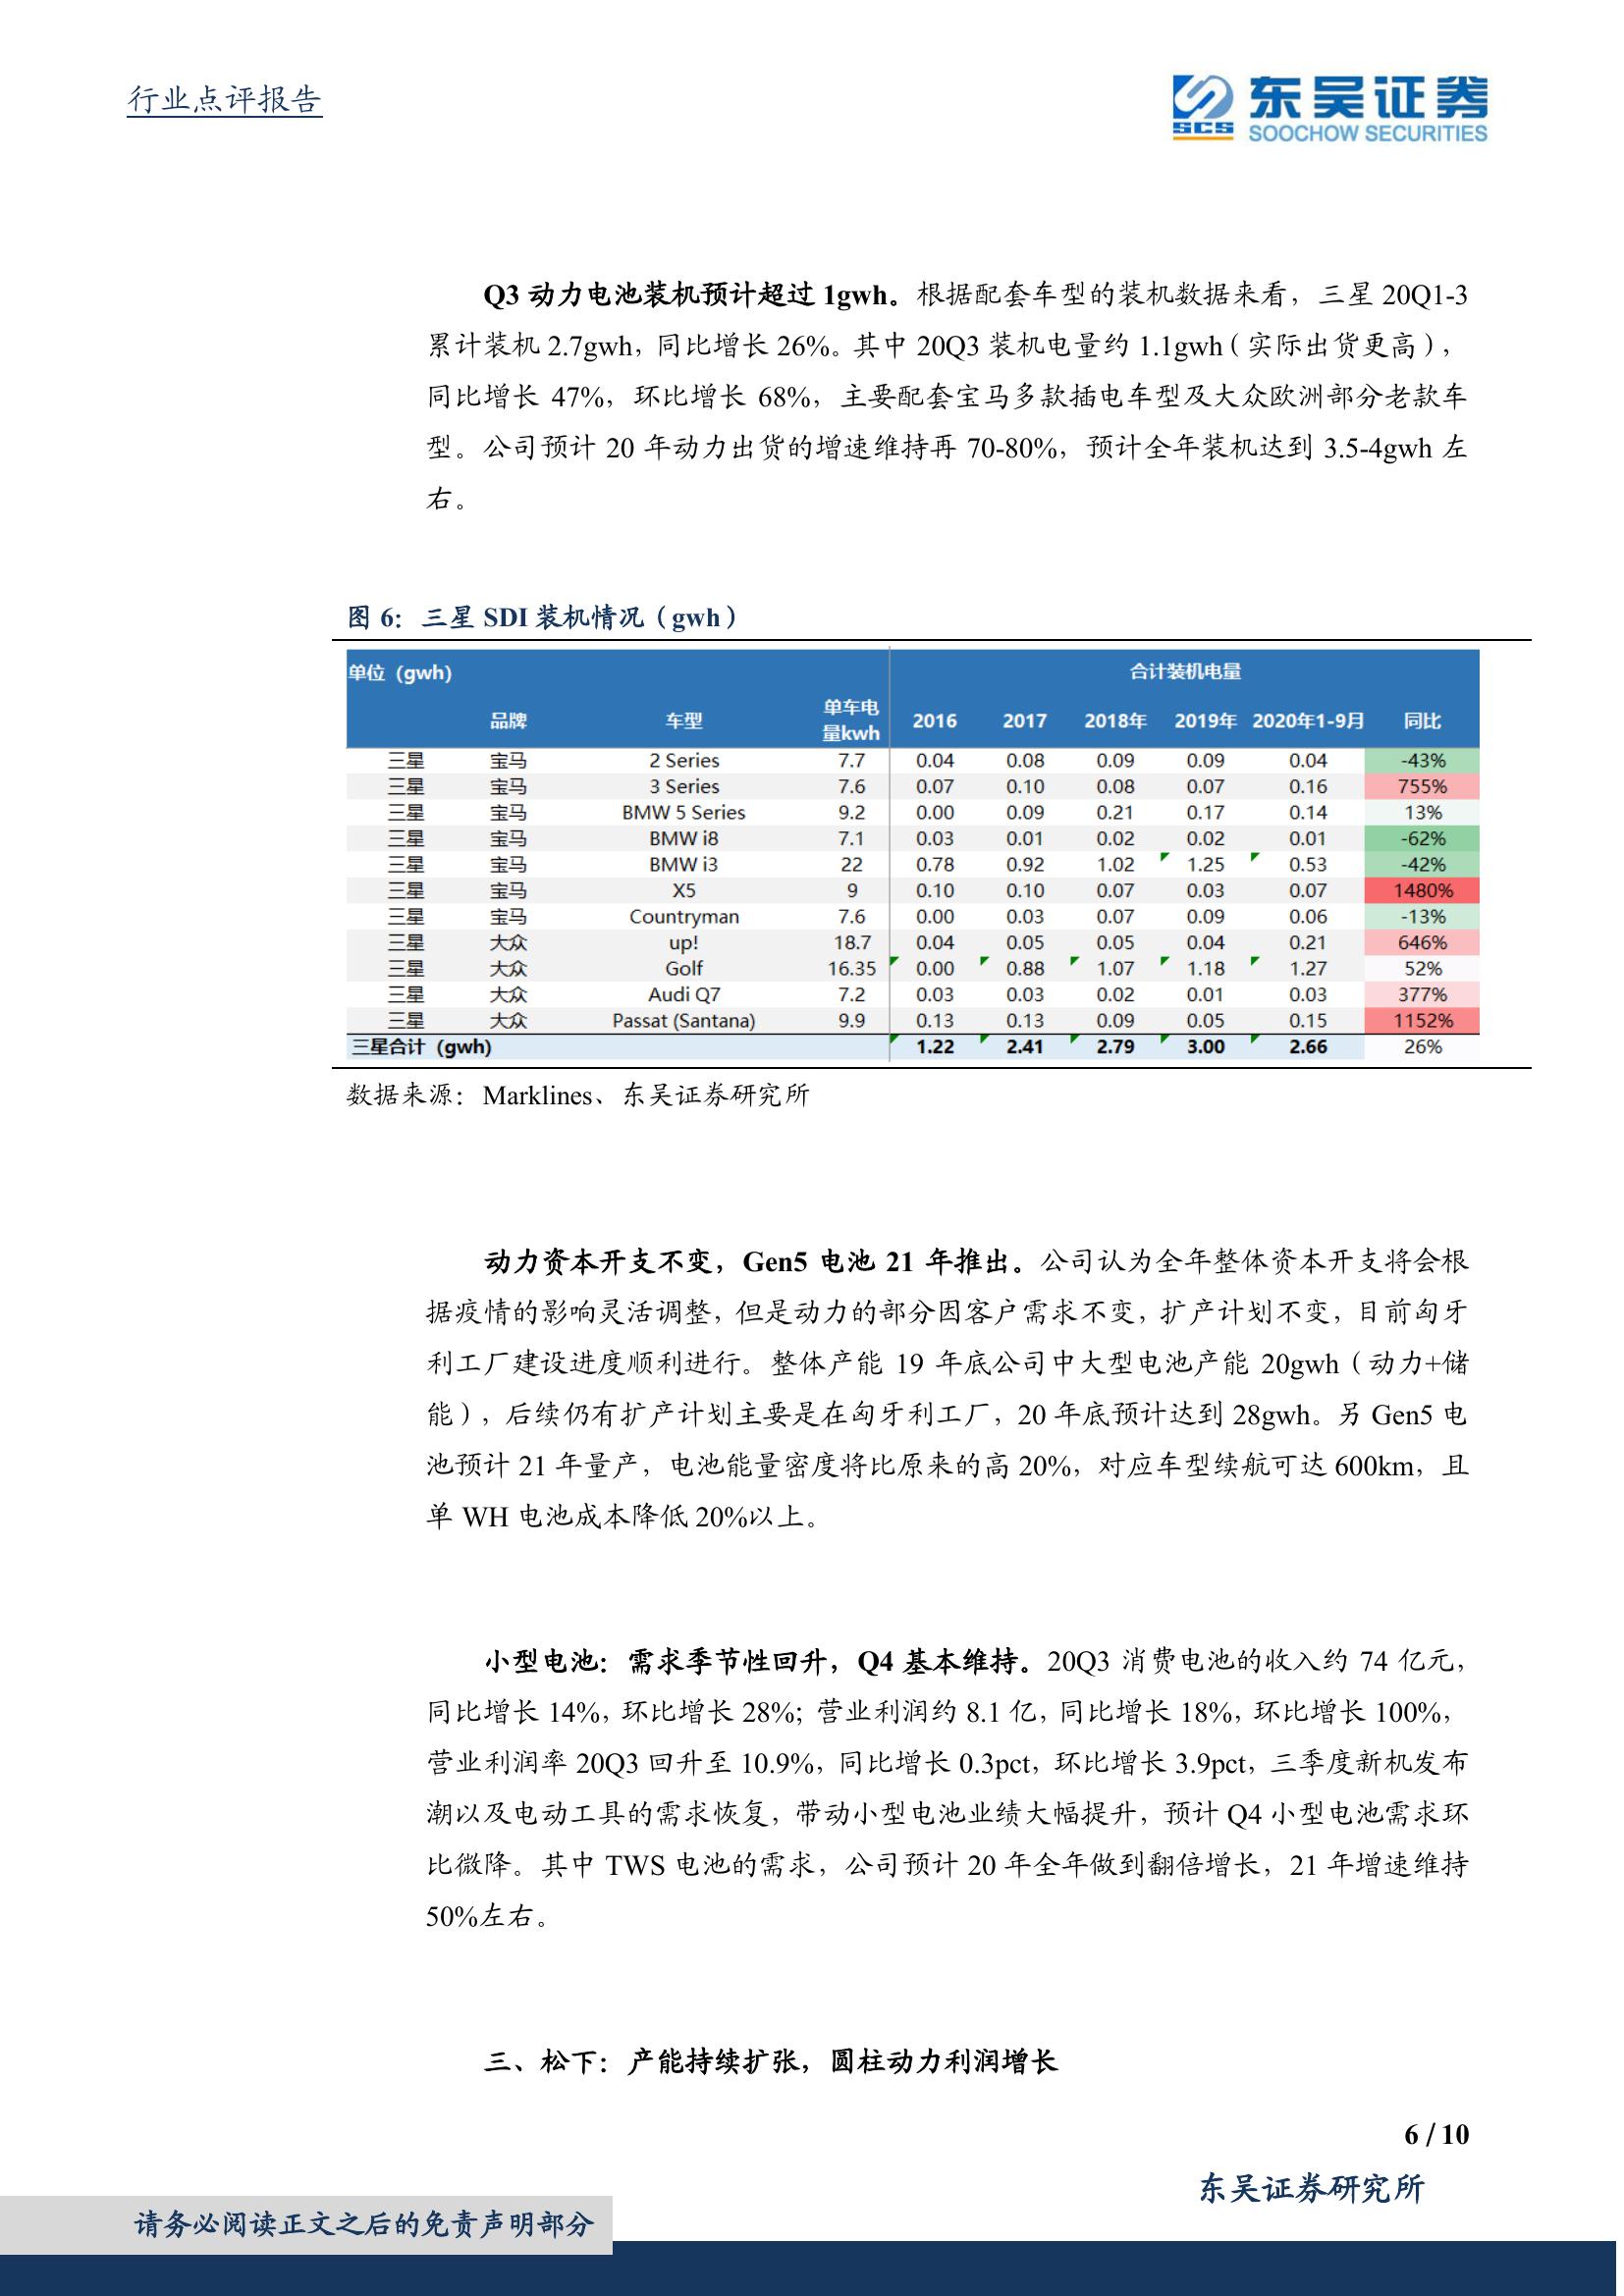 行业点评报告
SCS 东吴证券
SOOCHOW SECURITIES
Q3 动力电池装机预计超过 1gwh。根据配套车型的装机数据来看，三星 20Q1-3
累计装机 2.7gwh，同比增长 26%。其中 20Q3 装机电量约 1.1gwh（实际出货更高），
同比增长 47%，环比增长 68%，主要配套宝马多款插电车型及大众欧洲部分老款车
型。公司预计 20 年动力出货的增速维持再 70-80%，预计全年装机达到 3.5-4gwh 左
右。
图 6：三星 SDI 装机情况（gwh）
单位（gwh） 合计装机电量
品牌 车型 单车电量kwh 2016 2017 2018年 2019年 2020年1-9月 同比
三星 宝马 2 Series 7.7 0.04 0.08 0.09 0.09 0.04 -43%
三星 宝马 3 Series 7.6 0.07 0.10 0.08 0.07 0.16 755%
三星 宝马 BMW 5 Series 9.2 0.00 0.09 0.21 0.17 0.14 13%
三星 宝马 BMW i8 7.1 0.03 0.01 0.02 0.02 0.01 -62%
三星 宝马 BMW i3 22 0.78 0.92 1.02 1.25 0.53 -42%
三星 宝马 X5 9 0.10 0.10 0.07 0.03 0.07 1480%
三星 宝马 Countryman 7.6 0.00 0.03 0.07 0.09 0.06 -13%
三星 大众 up! 18.7 0.04 0.05 0.05 0.04 0.21 646%
三星 大众 Golf 16.35 0.00 0.88 1.07 1.18 1.27 52%
三星 大众 Audi Q7 7.2 0.03 0.03 0.02 0.01 0.03 377%
三星 大众 Passat (Santana) 9.9 0.13 0.13 0.09 0.05 0.15 1152%
三星合计（gwh） 1.22 2.41 2.79 3.00 2.66 26%
数据来源：Marklines、东吴证券研究所
动力资本开支不变，Gen5 电池 21 年推出。公司认为全年整体资本开支将会根
据疫情的影响灵活调整，但是动力的部分因客户需求不变，扩产计划不变，目前匈牙
利工厂建设进度顺利进行。整体产能 19 年底公司中大型电池产能 20gwh（动力+储
能），后续仍有扩产计划主要是在匈牙利工厂，20 年底预计达到 28gwh。另 Gen5 电
池预计 21 年量产，电池能量密度将比原来的高 20%，对应车型续航可达 600km，且
单 WH 电池成本降低 20%以上。
小型电池：需求季节性回升，Q4 基本维持。20Q3 消费电池的收入约 74 亿元，
同比增长 14%，环比增长 28%；营业利润约 8.1 亿，同比增长 18%，环比增长 100%，
营业利润率 20Q3 回升至 10.9%，同比增长 0.3pct，环比增长 3.9pct，三季度新机发布
潮以及电动工具的需求恢复，带动小型电池业绩大幅提升，预计 Q4 小型电池需求环
比微降。其中 TWS 电池的需求，公司预计 20 年全年做到翻倍增长，21 年增速维持
50%左右。
三、松下：产能持续扩张，圆柱动力利润增长
6 / 10
东吴证券研究所
请务必阅读正文之后的免责声明部分